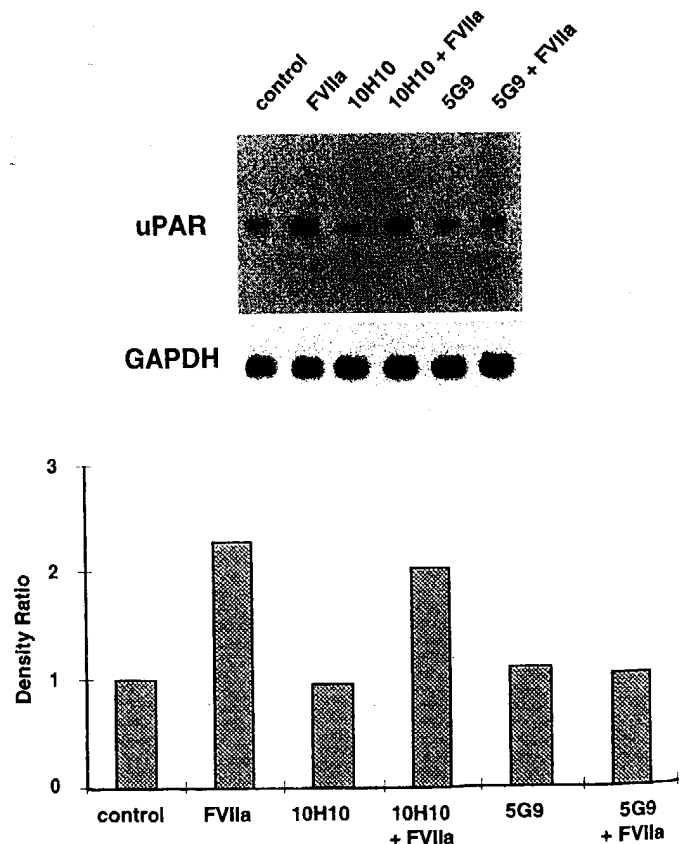 control
FVIIa
10H10
10H10 + FVIIa
5G9
5G9 + FVIIa
uPAR
GAPDH
3
2
1
0
Density Ratio
control
FVIIa
10H10
10H10
+ FVIIa
5G9
5G9
+ FVIIa